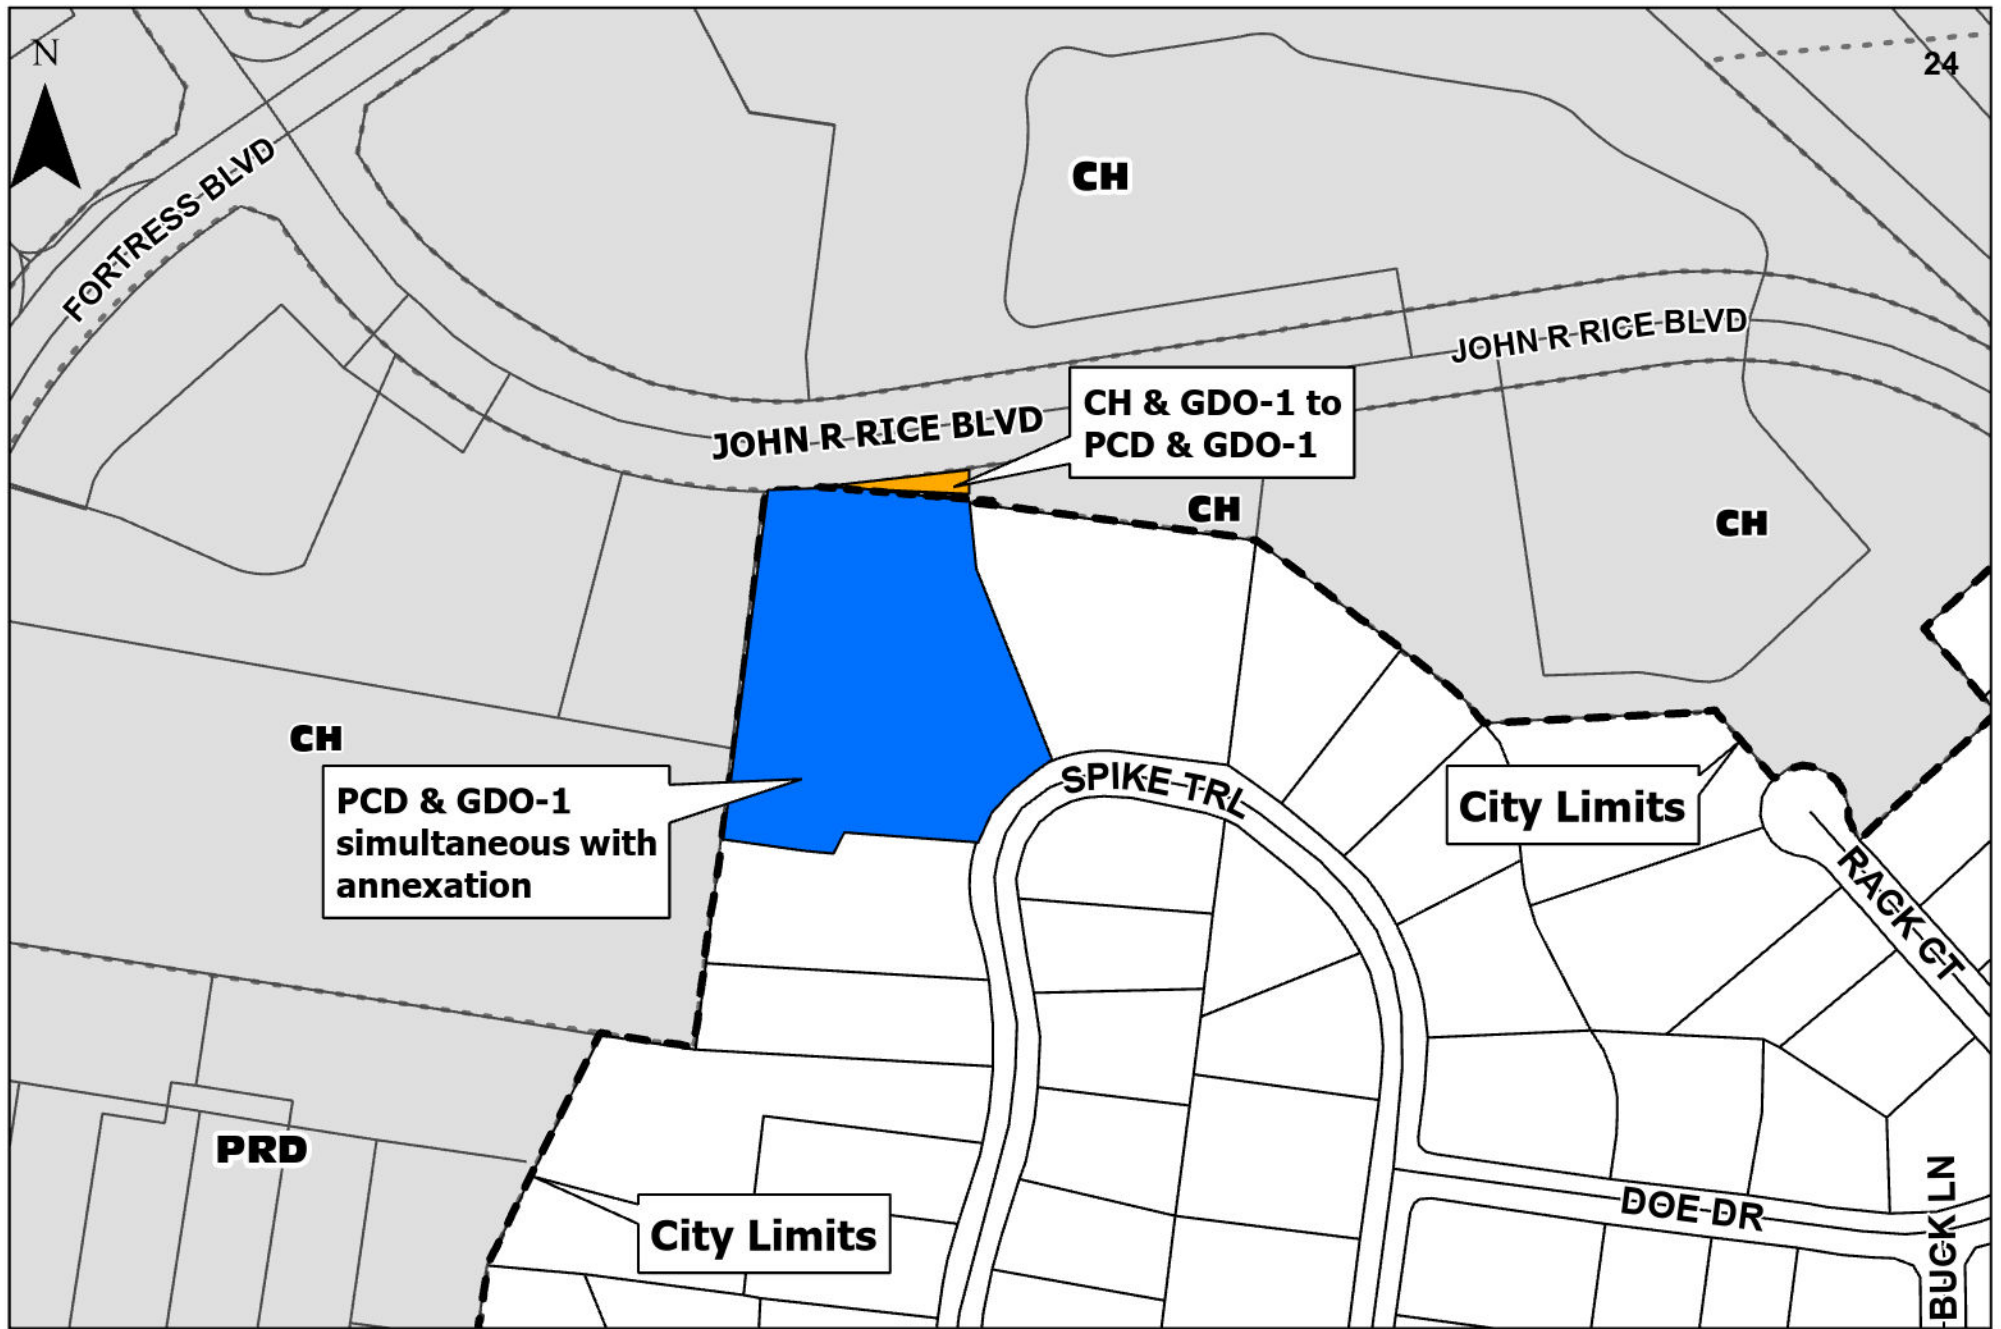 N
24
FORTRESS BLVD
CH
JOHN R RICE BLVD
CH & GDO-1 to
PCD & GDO-1
JOHN R RICE BLVD
CH
CH
CH
PCD & GDO-1
simultaneous with
annexation
SPIKE TRL
City Limits
RACK CT
PRD
City Limits
DOE DR
BUCK LN